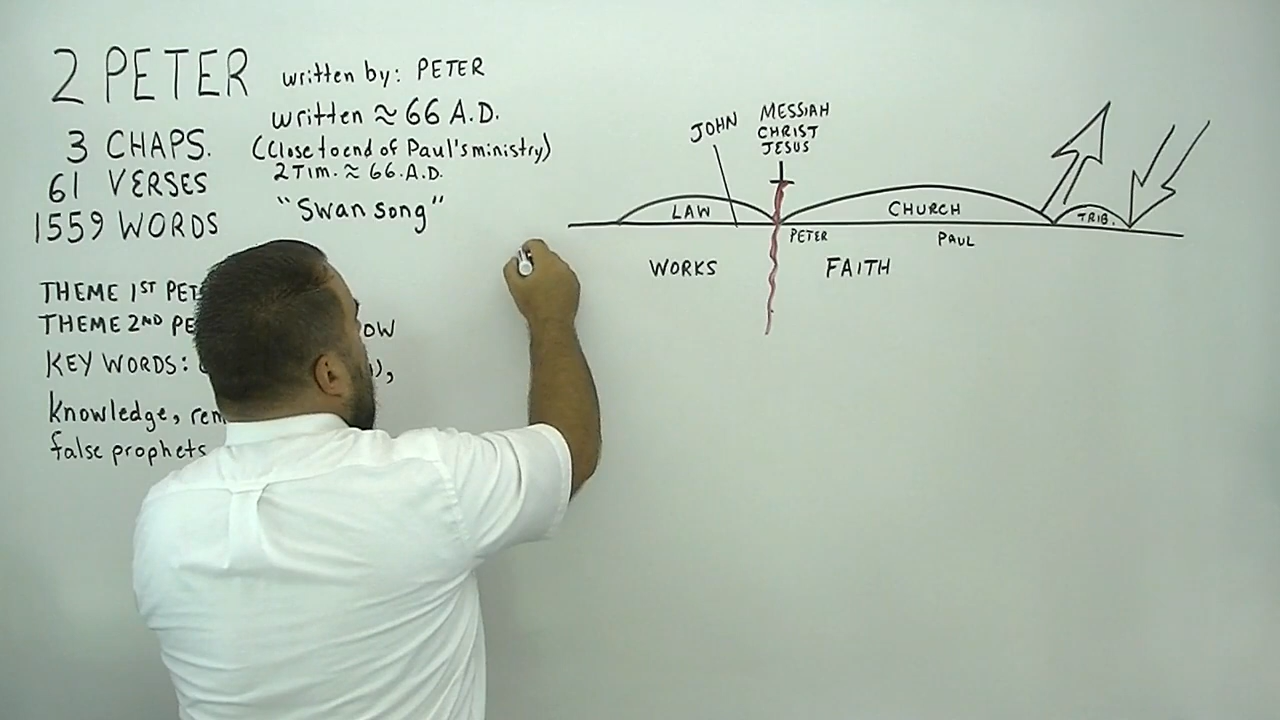 2 PETER
written by: PETER
written ≈ 66 A.D.
(Close to end of Paul's ministry)
2 Tim. ≈ 66. A.D.
"Swan song"
3 CHAPS.
61 VERSES
1559 WORDS
THEME 1ST PET
THEME 2ND PE OW
KEY WORDS: ),
knowledge, rem
false prophets
JOHN
MESSIAH
CHRIST
JESUS
LAW
CHURCH
TRIB.
PETER
PAUL
WORKS
FAITH